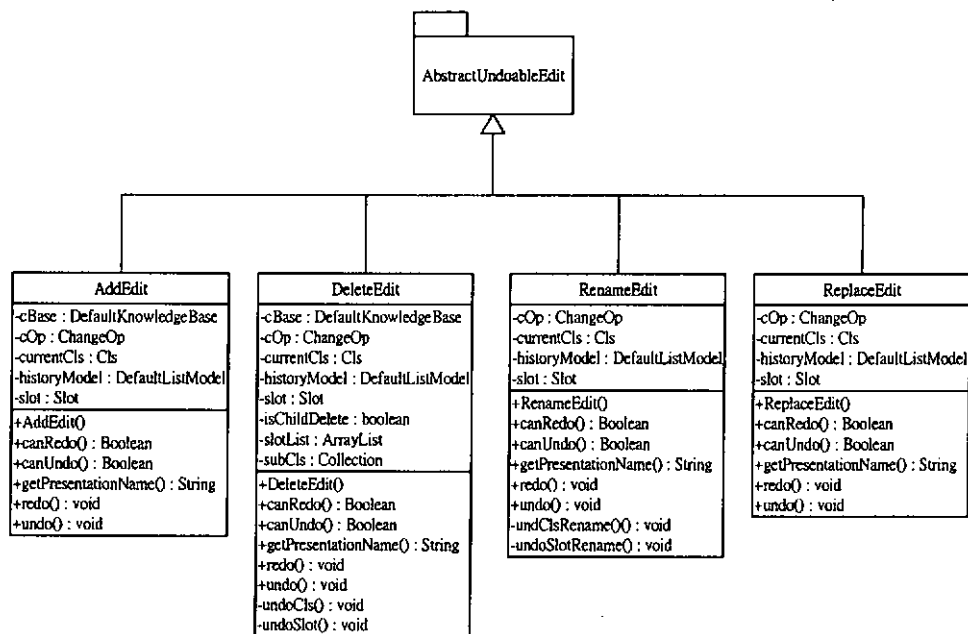 AbstractUndoableEdit
AddEdit
-cBase : DefaultKnowledgeBase
-cOp : ChangeOp
-currentCls : Cls
-historyModel : DefaultListModel
-slot : Slot
+AddEdit()
+canRedo() : Boolean
+canUndo() : Boolean
+getPresentationName() : String
+redo() : void
+undo() : void
DeleteEdit
-cBase : DefaultKnowledgeBase
-cOp : ChangeOp
-currentCls : Cls
-historyModel : DefaultListModel
-slot : Slot
-isChildDelete : boolean
-slotList : ArrayList
-subCls : Collection
+DeleteEdit()
+canRedo() : Boolean
+canUndo() : Boolean
+getPresentationName() : String
+redo() : void
+undo() : void
-undoCls() : void
-undoSlot() : void
RenameEdit
-cOp : ChangeOp
-currentCls : Cls
-historyModel : DefaultListModel
-slot : Slot
+RenameEdit()
+canRedo() : Boolean
+canUndo() : Boolean
+getPresentationName() : String
+redo() : void
+undo() : void
-undClsRename()() : void
-undoSlotRename() : void
ReplaceEdit
-cOp : ChangeOp
-currentCls : Cls
-historyModel : DefaultListModel
-slot : Slot
+ReplaceEdit()
+canRedo() : Boolean
+canUndo() : Boolean
+getPresentationName() : String
+redo() : void
+undo() : void